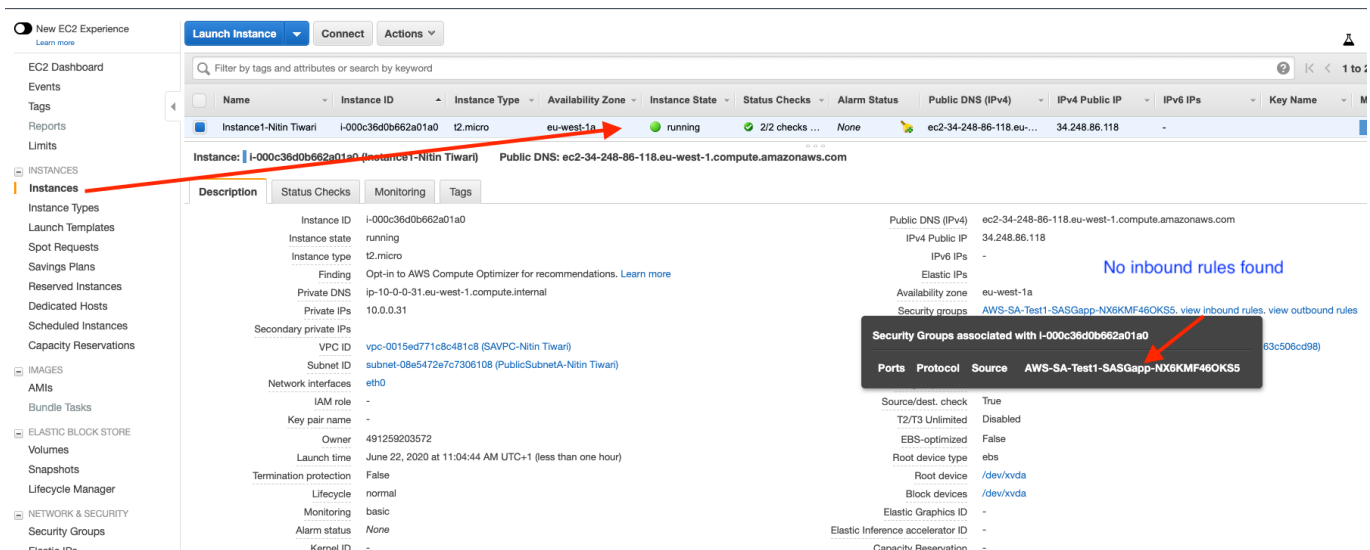 New EC2 Experience
Learn more
EC2 Dashboard
Events
Tags
Reports
Limits
INSTANCES
Instances
Instance Types
Launch Templates
Spot Requests
Savings Plans
Reserved Instances
Dedicated Hosts
Scheduled Instances
Capacity Reservations
IMAGES
AMIs
Bundle Tasks
ELASTIC BLOCK STORE
Volumes
Snapshots
Lifecycle Manager
NETWORK & SECURITY
Security Groups
Elastic IPs
Launch Instance Connect Actions
Filter by tags and attributes or search by keyword 1 to 2
Name Instance ID Instance Type Availability Zone Instance State Status Checks Alarm Status Public DNS (IPv4) IPv4 Public IP IPv6 IPs Key Name M
Instance1-Nitin Tiwari i-000c36d0b662a01a0 t2.micro eu-west-1a running 2/2 checks ... None ec2-34-248-86-118.eu-... 34.248.86.118 -
Instance: i-000c36d0b662a01a0 (Instance1-Nitin Tiwari) Public DNS: ec2-34-248-86-118.eu-west-1.compute.amazonaws.com
Description Status Checks Monitoring Tags
Instance ID i-000c36d0b662a01a0
Instance state running
Instance type t2.micro
Finding Opt-in to AWS Compute Optimizer for recommendations. Learn more
Private DNS ip-10-0-0-31.eu-west-1.compute.internal
Private IPs 10.0.0.31
Secondary private IPs
VPC ID vpc-0015ed771c8c481c8 (SAVPC-Nitin Tiwari)
Subnet ID subnet-08e5472e7c7306108 (PublicSubnetA-Nitin Tiwari)
Network interfaces eth0
IAM role -
Key pair name -
Owner 491259203572
Launch time June 22, 2020 at 11:04:44 AM UTC+1 (less than one hour)
Termination protection False
Lifecycle normal
Monitoring basic
Alarm status None
Kernel ID -
Public DNS (IPv4) ec2-34-248-86-118.eu-west-1.compute.amazonaws.com
IPv4 Public IP 34.248.86.118
IPv6 IPs -
No inbound rules found
Elastic IPs
Availability zone eu-west-1a
Security groups AWS-SA-Test1-SASGapp-NX6KMF46OKS5. view inbound rules. view outbound rules
Security Groups associated with i-000c36d0b662a01a0
63c506cd98)
Ports Protocol Source AWS-SA-Test1-SASGapp-NX6KMF46OKS5
Source/dest. check True
T2/T3 Unlimited Disabled
EBS-optimized False
Root device type ebs
Root device /dev/xvda
Block devices /dev/xvda
Elastic Graphics ID -
Elastic Inference accelerator ID -
Capacity Reservation -